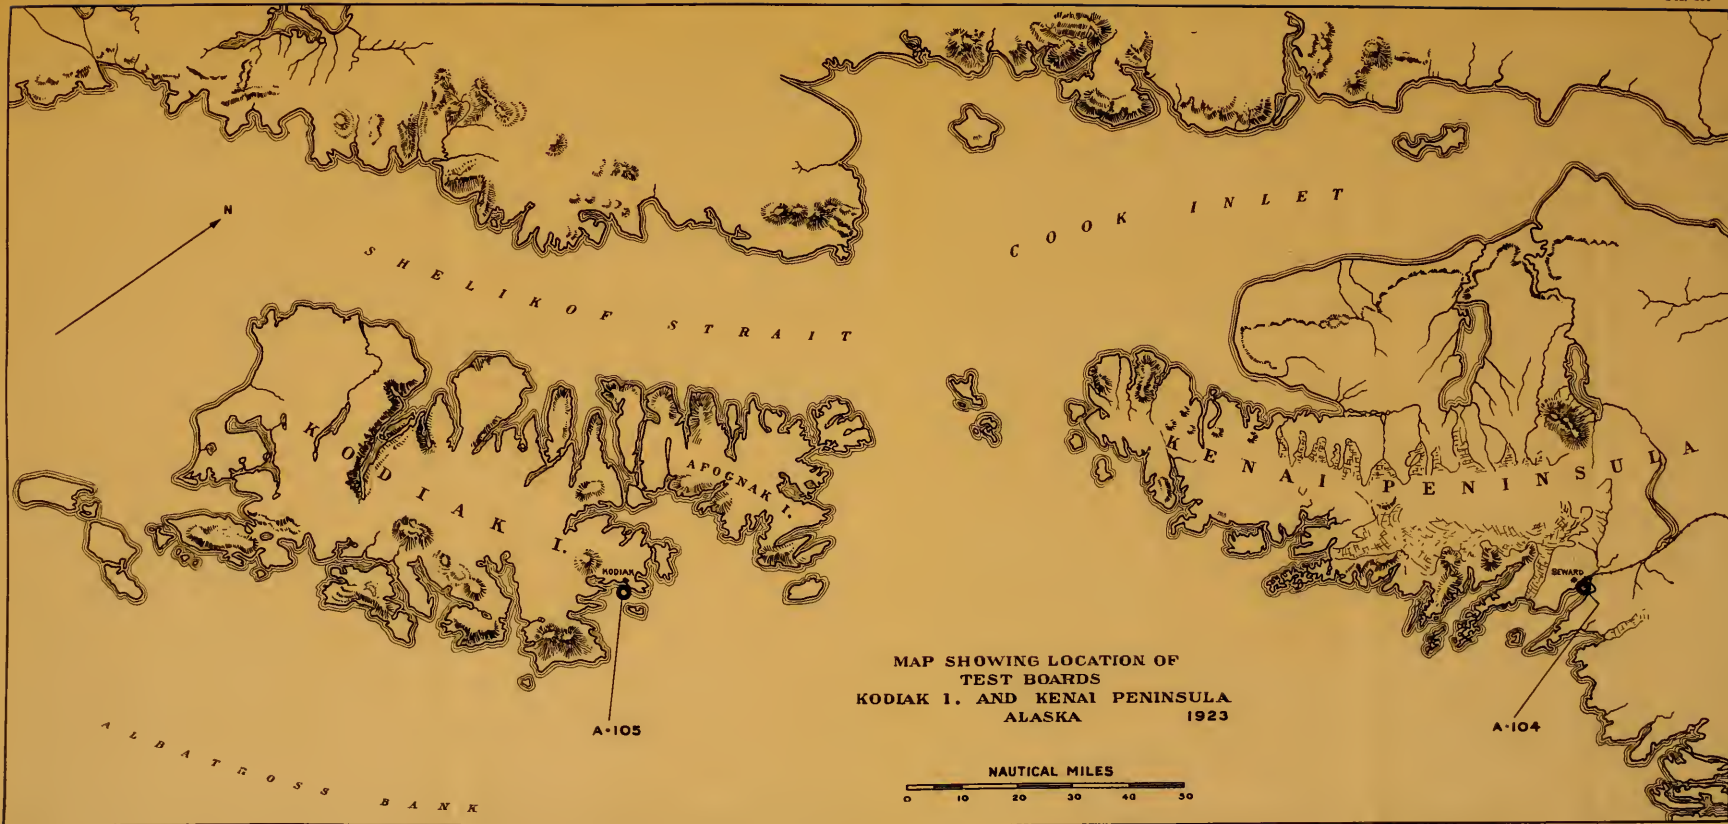 N
COOK INLET
SHELIKOF STRAIT
KODIAK I.
AFOGNAK I.
KENAI PENINSULA
KODIAK
SEWARD
A-105
A-104
ALBATROSS BANK
MAP SHOWING LOCATION OF
TEST BOARDS
KODIAK I. AND KENAI PENINSULA
ALASKA 1923
NAUTICAL MILES
0 10 20 30 40 50